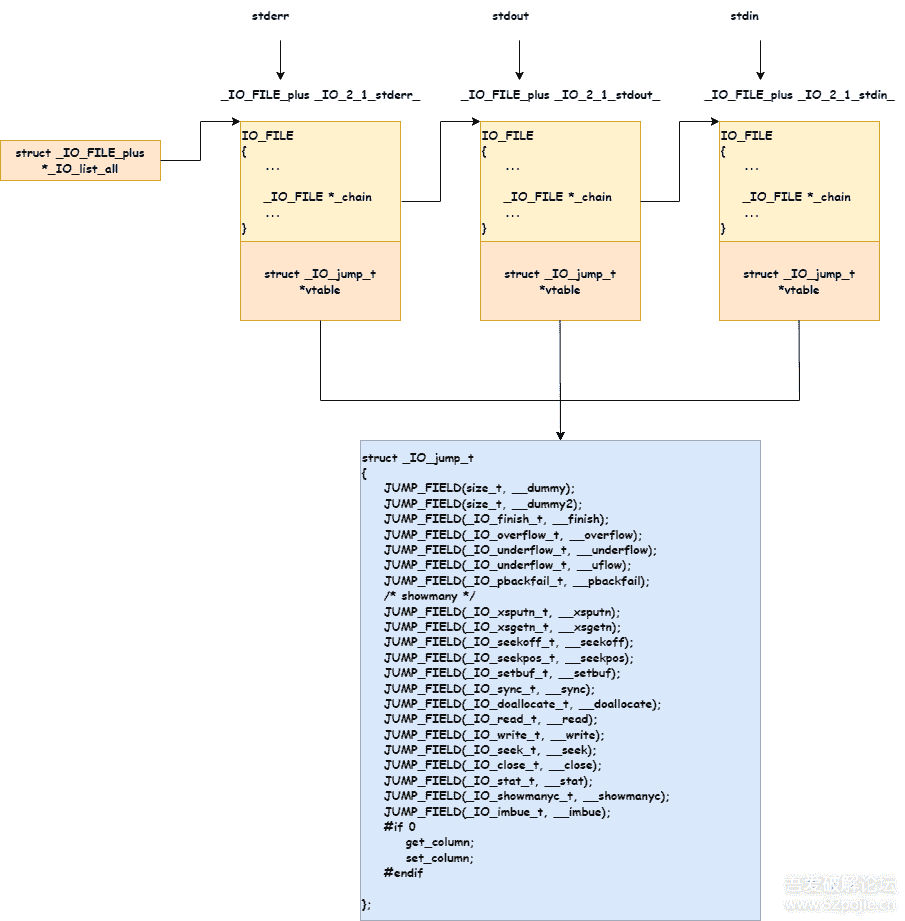 stderr
stdout
stdin
_IO_FILE_plus _IO_2_1_stderr_
_IO_FILE_plus _IO_2_1_stdout_
_IO_FILE_plus _IO_2_1_stdin_
struct _IO_FILE_plus
*_IO_list_all
IO_FILE
{
...
_IO_FILE *_chain
...
}
struct _IO_jump_t
*vtable
IO_FILE
{
...
_IO_FILE *_chain
...
}
struct _IO_jump_t
*vtable
IO_FILE
{
...
_IO_FILE *_chain
...
}
struct _IO_jump_t
*vtable
struct _IO_jump_t
{
JUMP_FIELD(size_t, __dummy);
JUMP_FIELD(size_t, __dummy2);
JUMP_FIELD(_IO_finish_t, __finish);
JUMP_FIELD(_IO_overflow_t, __overflow);
JUMP_FIELD(_IO_underflow_t, __underflow);
JUMP_FIELD(_IO_underflow_t, __uflow);
JUMP_FIELD(_IO_pbackfail_t, __pbackfail);
/* showmany */
JUMP_FIELD(_IO_xsputn_t, __xsputn);
JUMP_FIELD(_IO_xsgetn_t, __xsgetn);
JUMP_FIELD(_IO_seekoff_t, __seekoff);
JUMP_FIELD(_IO_seekpos_t, __seekpos);
JUMP_FIELD(_IO_setbuf_t, __setbuf);
JUMP_FIELD(_IO_sync_t, __sync);
JUMP_FIELD(_IO_doallocate_t, __doallocate);
JUMP_FIELD(_IO_read_t, __read);
JUMP_FIELD(_IO_write_t, __write);
JUMP_FIELD(_IO_seek_t, __seek);
JUMP_FIELD(_IO_close_t, __close);
JUMP_FIELD(_IO_stat_t, __stat);
JUMP_FIELD(_IO_showmanyc_t, __showmanyc);
JUMP_FIELD(_IO_imbue_t, __imbue);
#if 0
get_column;
set_column;
#endif
};
吾爱破解论坛
www.52pojie.cn